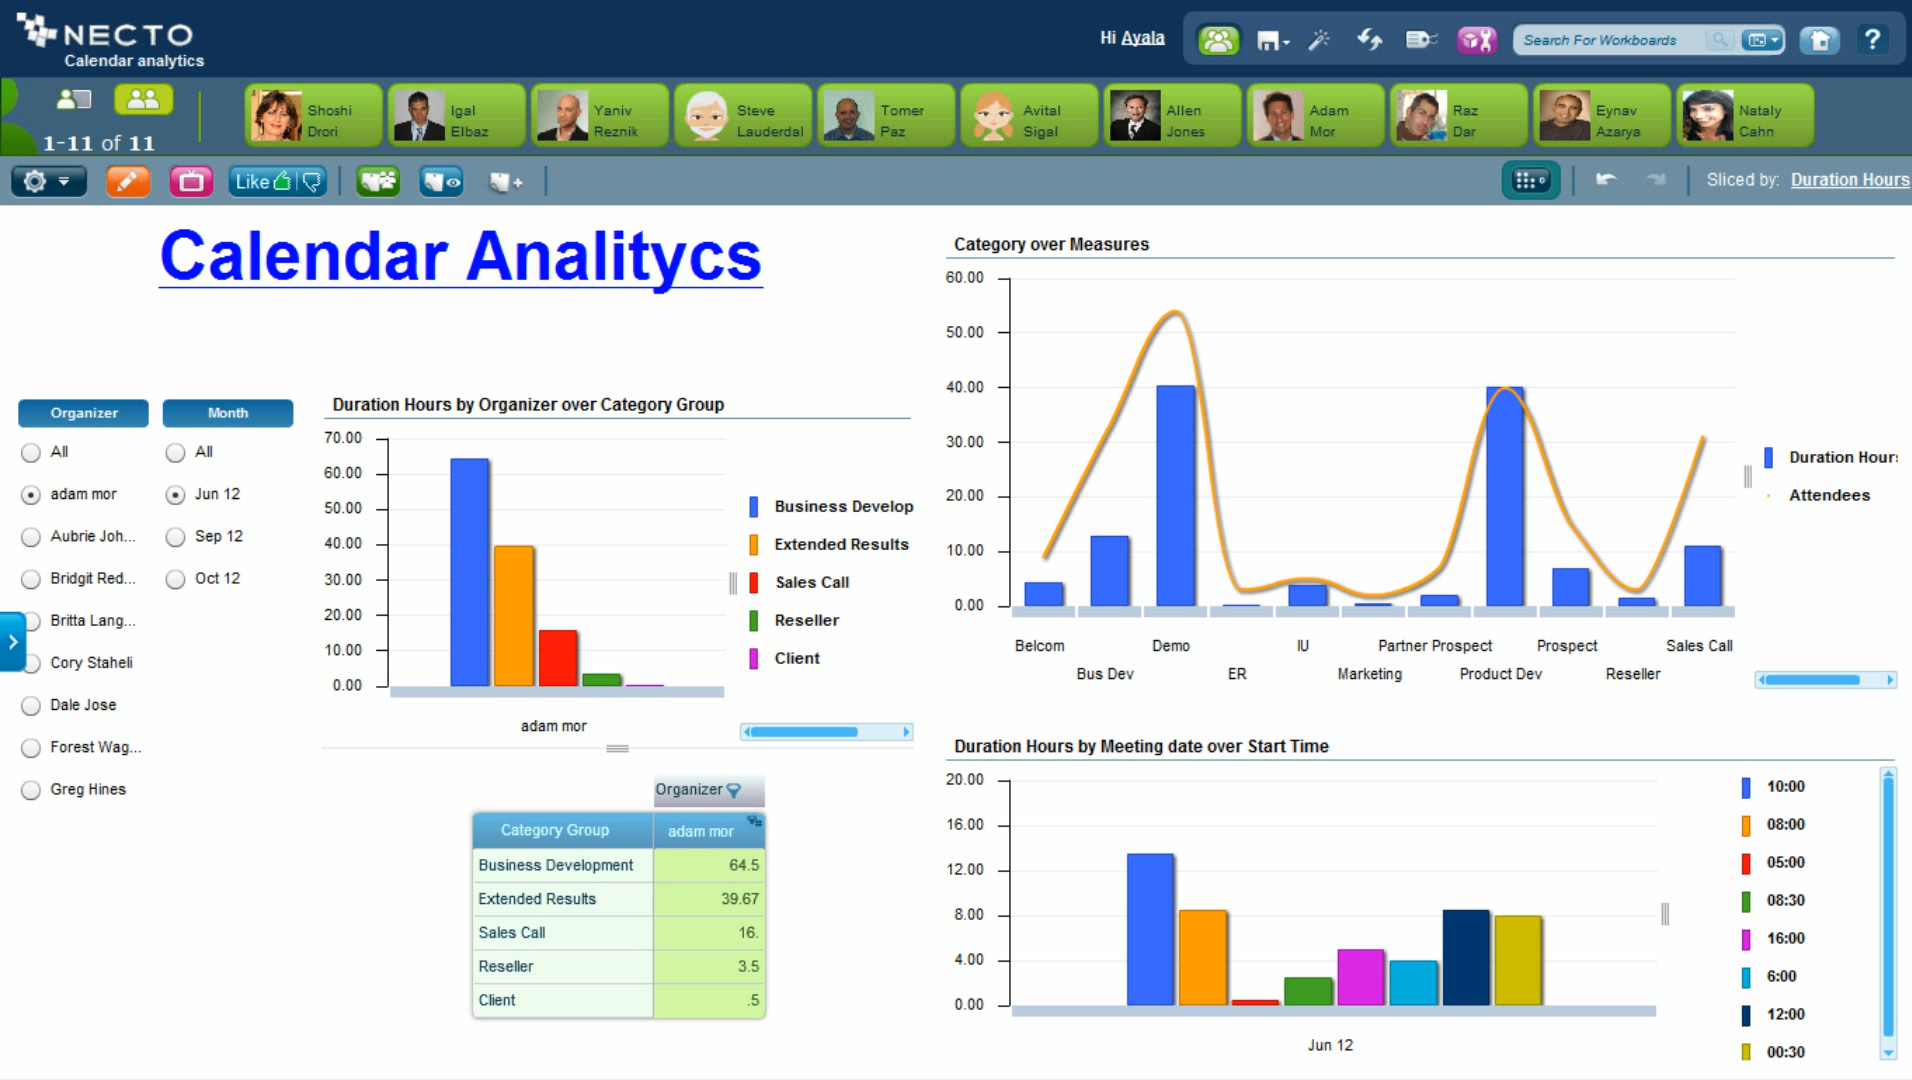 NECTO
Calendar analytics
Hi Ayala
Search For Workboards
?
1-11 of 11
Shoshi
Drori
Igal
Elbaz
Yaniv
Reznik
Steve
Lauderdal
Tomer
Paz
Avital
Sigal
Allen
Jones
Adam
Mor
Raz
Dar
Eynav
Azarya
Nataly
Cahn
Like
Sliced by: Duration Hours
Calendar Analitycs
Organizer
All
adam mor
Aubrie Joh...
Bridgit Red...
Britta Lang...
Cory Staheli
Dale Jose
Forest Wag...
Greg Hines
Month
All
Jun 12
Sep 12
Oct 12
Duration Hours by Organizer over Category Group
70.00
60.00
50.00
40.00
30.00
20.00
10.00
0.00
adam mor
Business Develop
Extended Results
Sales Call
Reseller
Client
Organizer
Category Group adam mor
Business Development 64.5
Extended Results 39.67
Sales Call 16.
Reseller 3.5
Client .5
Category over Measures
60.00
50.00
40.00
30.00
20.00
10.00
0.00
Belcom Demo IU Partner Prospect Prospect Sales Call
Bus Dev ER Marketing Product Dev Reseller
Duration Hour
Attendees
Duration Hours by Meeting date over Start Time
20.00
16.00
12.00
8.00
4.00
0.00
Jun 12
10:00
08:00
05:00
08:30
16:00
6:00
12:00
00:30